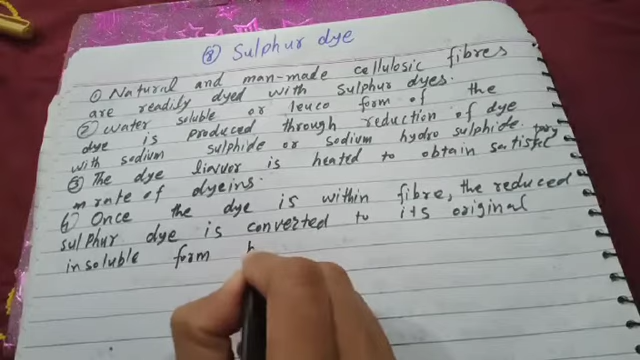 ⑧ Sulphur dye
① Natural and man-made cellulosic fibres
are readily dyed with sulphur dyes.
② Water soluble or leuco form of the
dye is produced through reduction of dye
with sodium sulphide or sodium hydro sulphide.
③ The dye liquor is heated to obtain satisfac tory
rate of dyeing.
④ Once the dye is within fibre, the reduced
sulphur dye is converted to its original
insoluble form